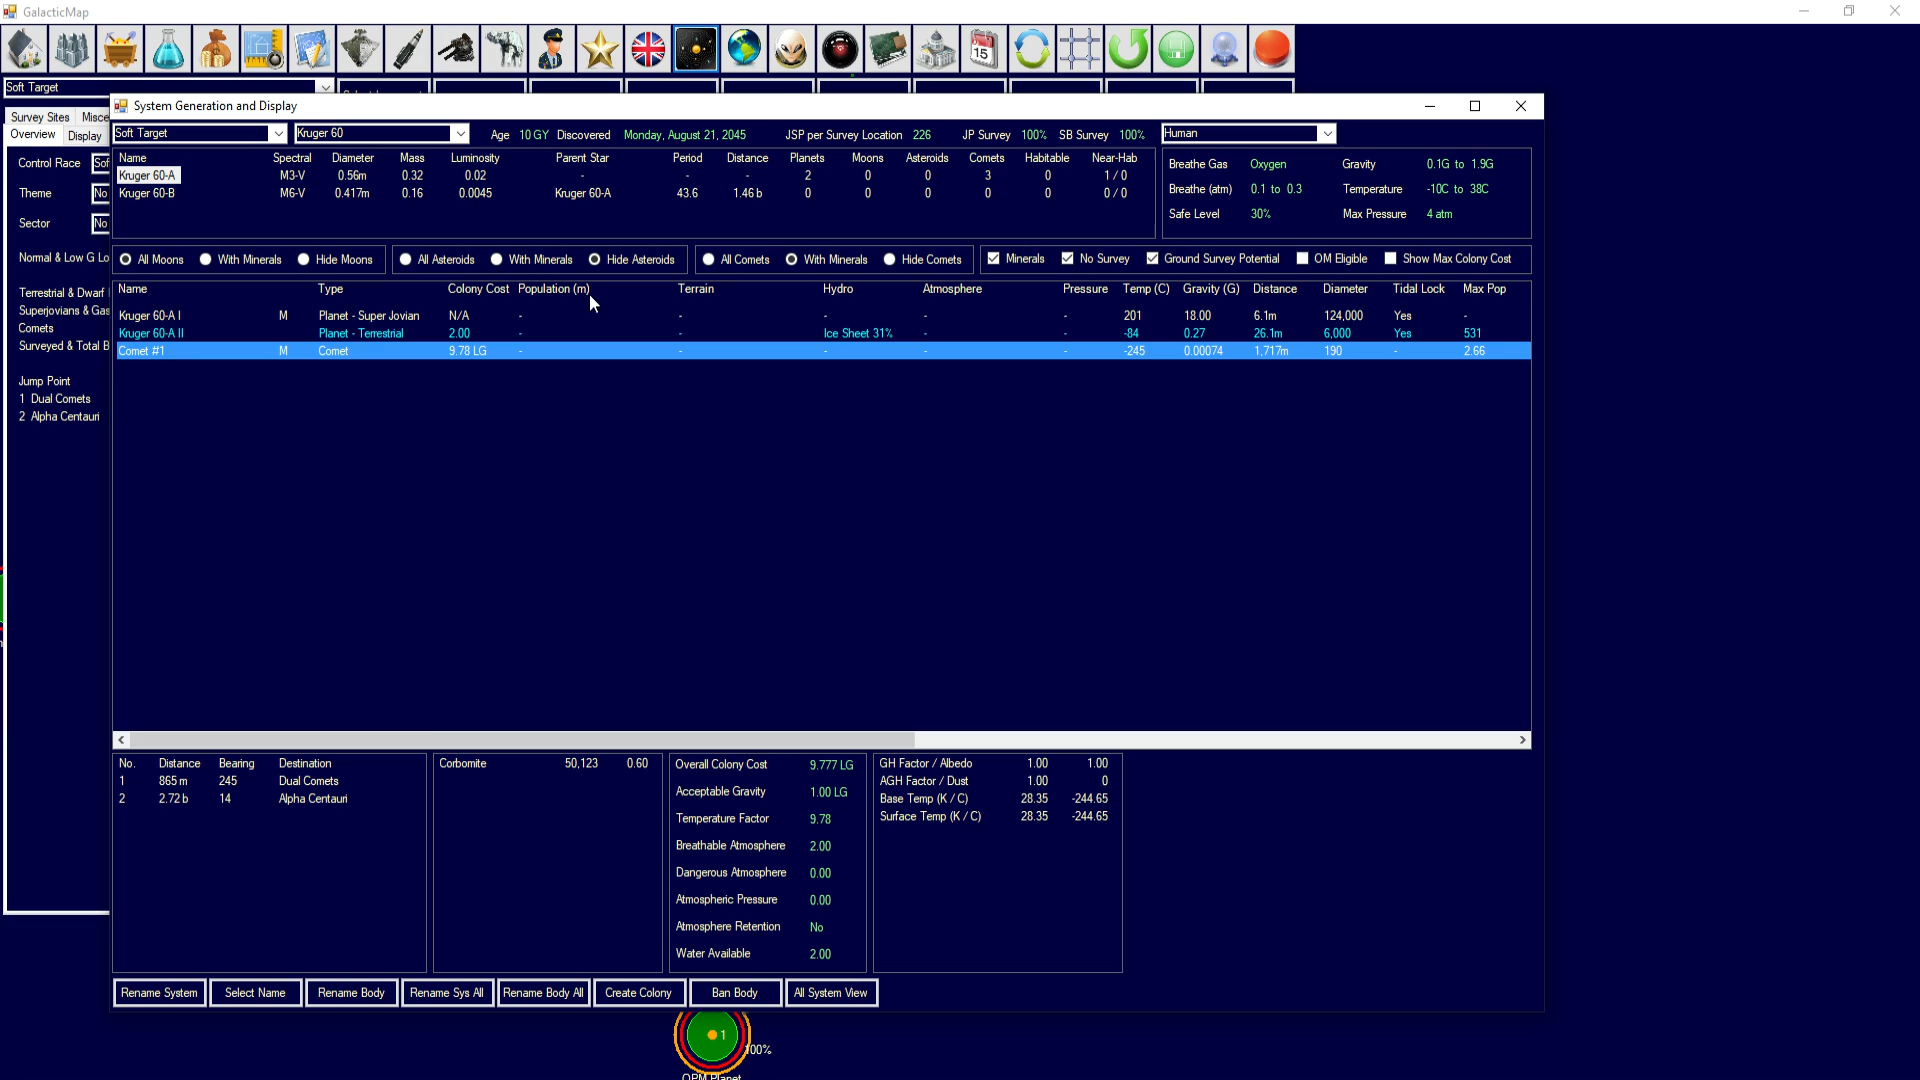 GalacticMap
15
Soft Target
System Generation and Display
Survey Sites Misce
Overview Display
Soft Target Kruger 60 Age 10 GY Discovered Monday, August 21, 2045 JSP per Survey Location 226 JP Survey 100% SB Survey 100% Human
Name Spectral Diameter Mass Luminosity Parent Star Period Distance Planets Moons Asteroids Comets Habitable Near-Hab
Kruger 60-A M3-V 0.56m 0.32 0.02 - - - 2 0 0 3 0 1 / 0
Kruger 60-B M6-V 0.417m 0.16 0.0045 Kruger 60-A 43.6 1.46 b 0 0 0 0 0 0 / 0
Breathe Gas Oxygen Gravity 0.1G to 1.9G
Breathe (atm) 0.1 to 0.3 Temperature -10C to 38C
Safe Level 30% Max Pressure 4 atm
Control Race Sof
Theme No
Sector No
Normal & Low G Lo
Terrestrial & Dwarf
Superjovians & Gas
Comets
Surveyed & Total B
Jump Point
1 Dual Comets
2 Alpha Centauri
All Moons With Minerals Hide Moons All Asteroids With Minerals Hide Asteroids All Comets With Minerals Hide Comets Minerals No Survey Ground Survey Potential OM Eligible Show Max Colony Cost
Name Type Colony Cost Population (m) Terrain Hydro Atmosphere Pressure Temp (C) Gravity (G) Distance Diameter Tidal Lock Max Pop
Kruger 60-A I M Planet - Super Jovian N/A - - - - - 201 18.00 6.1m 124,000 Yes -
Kruger 60-A II Planet - Terrestrial 2.00 - - Ice Sheet 31% - - -84 0.27 26.1m 6,000 Yes 531
Comet #1 M Comet 9.78 LG - - - - - -245 0.00074 1,717m 190 - 2.66
No. Distance Bearing Destination
1 865 m 245 Dual Comets
2 2.72 b 14 Alpha Centauri
Corbomite 50,123 0.60
Overall Colony Cost 9.777 LG
Acceptable Gravity 1.00 LG
Temperature Factor 9.78
Breathable Atmosphere 2.00
Dangerous Atmosphere 0.00
Atmospheric Pressure 0.00
Atmosphere Retention No
Water Available 2.00
GH Factor / Albedo 1.00 1.00
AGH Factor / Dust 1.00 0
Base Temp (K / C) 28.35 -244.65
Surface Temp (K / C) 28.35 -244.65
Rename System Select Name Rename Body Rename Sys All Rename Body All Create Colony Ban Body All System View
1
100%
OPM Planet